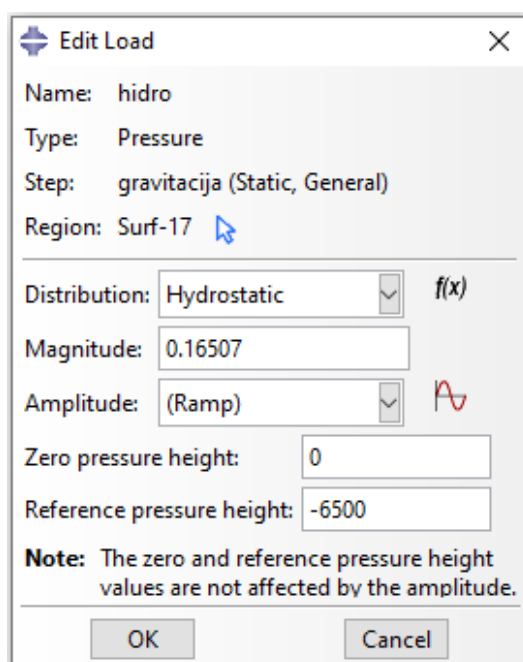 Edit Load
Name: hidro
Type: Pressure
Step: gravitacija (Static, General)
Region: Surf-17
Distribution: Hydrostatic f(x)
Magnitude: 0.16507
Amplitude: (Ramp)
Zero pressure height: 0
Reference pressure height: -6500
Note: The zero and reference pressure height
values are not affected by the amplitude.
OK Cancel